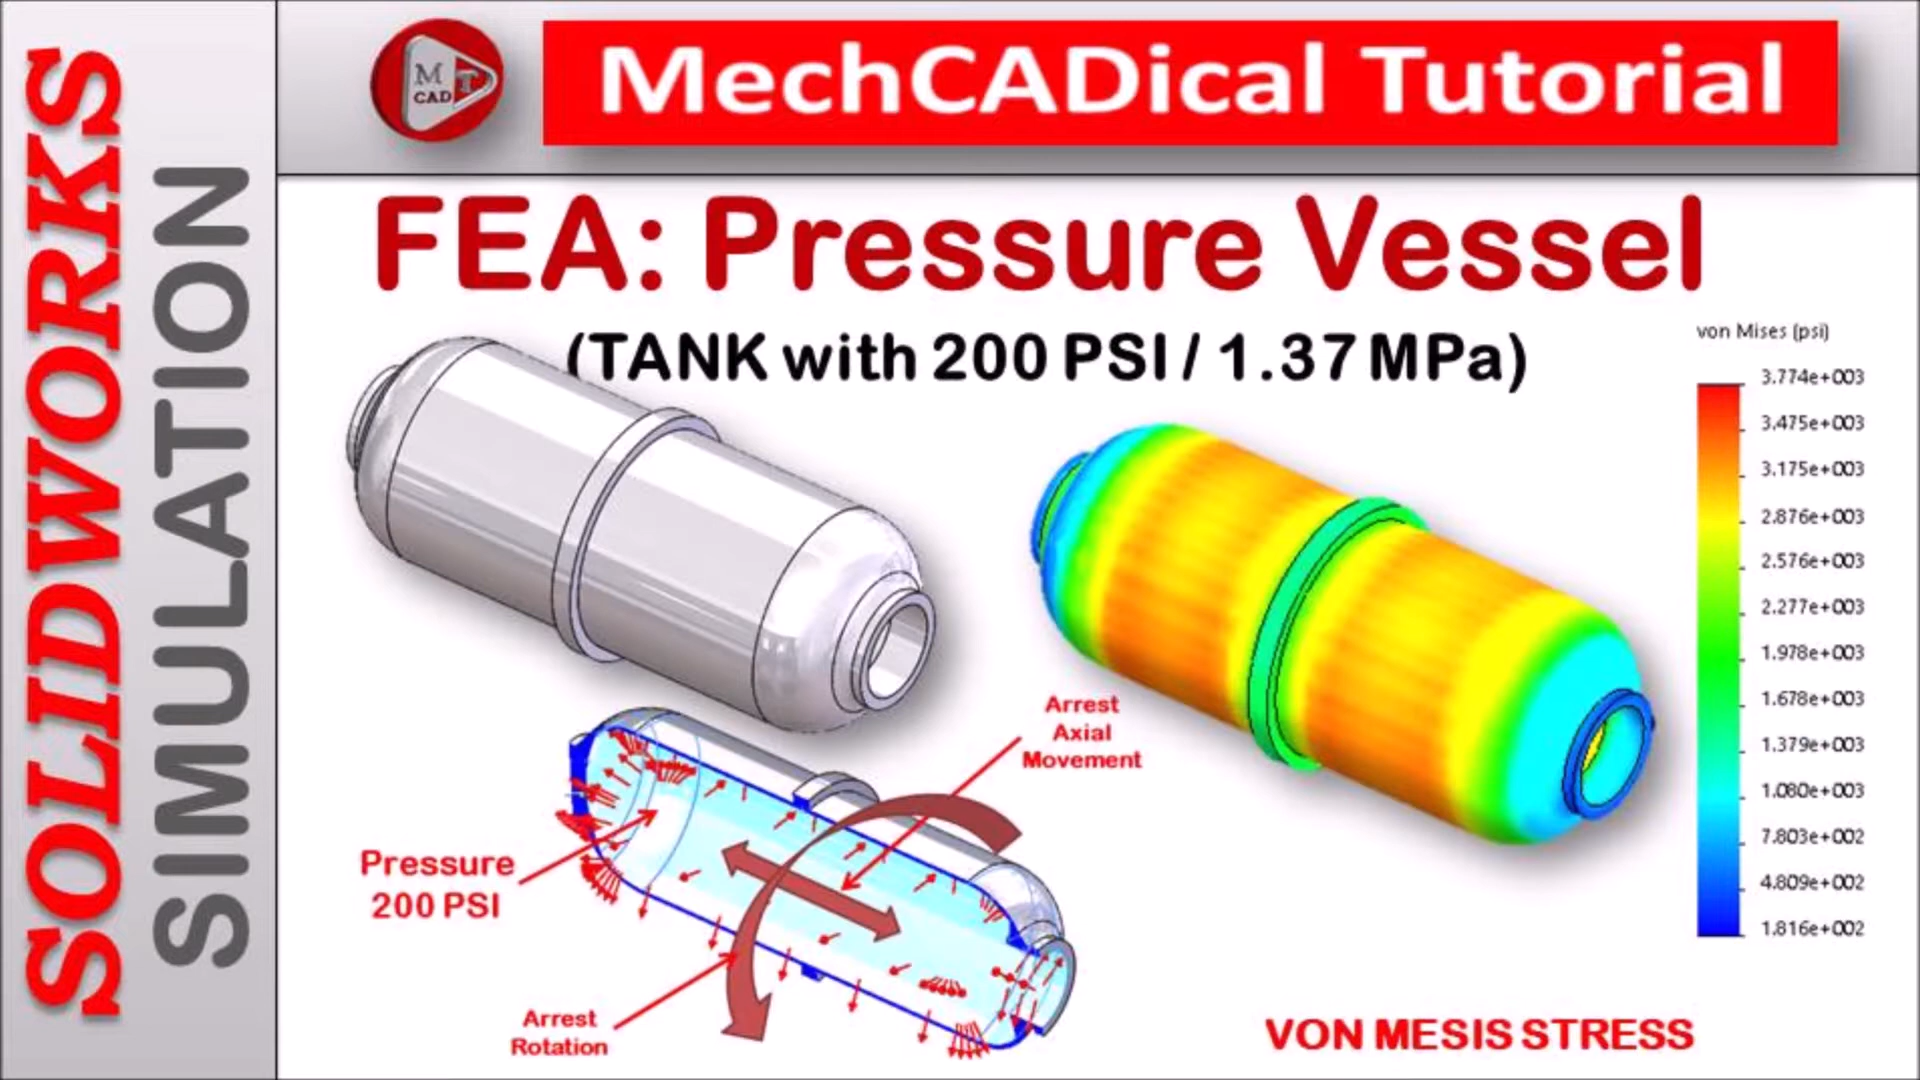 SOLIDWORKS
SIMULATION
M T
CAD
MechCADical Tutorial
FEA: Pressure Vessel
(TANK with 200 PSI / 1.37 MPa)
von Mises (psi)
3.774e+003
3.475e+003
3.175e+003
2.876e+003
2.576e+003
2.277e+003
1.978e+003
1.678e+003
1.379e+003
1.080e+003
7.803e+002
4.809e+002
1.816e+002
Arrest
Axial
Movement
Pressure
200 PSI
Arrest
Rotation
VON MESIS STRESS